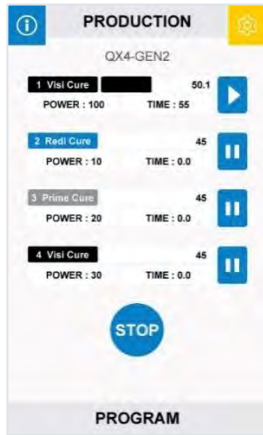 PRODUCTION
QX4-GEN2
1 Visi Cure 50.1
POWER : 100 TIME : 55
2 Redi Cure 45
POWER : 10 TIME : 0.0
3 Prime Cure 45
POWER : 20 TIME : 0.0
4 Visi Cure 45
POWER : 30 TIME : 0.0
STOP
PROGRAM